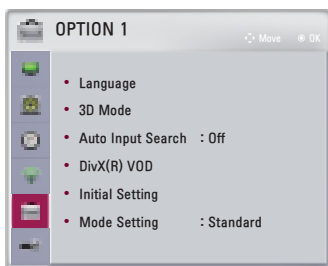 OPTION 1
Move OK
• Language
• 3D Mode
• Auto Input Search : Off
• DivX(R) VOD
• Initial Setting
• Mode Setting : Standard